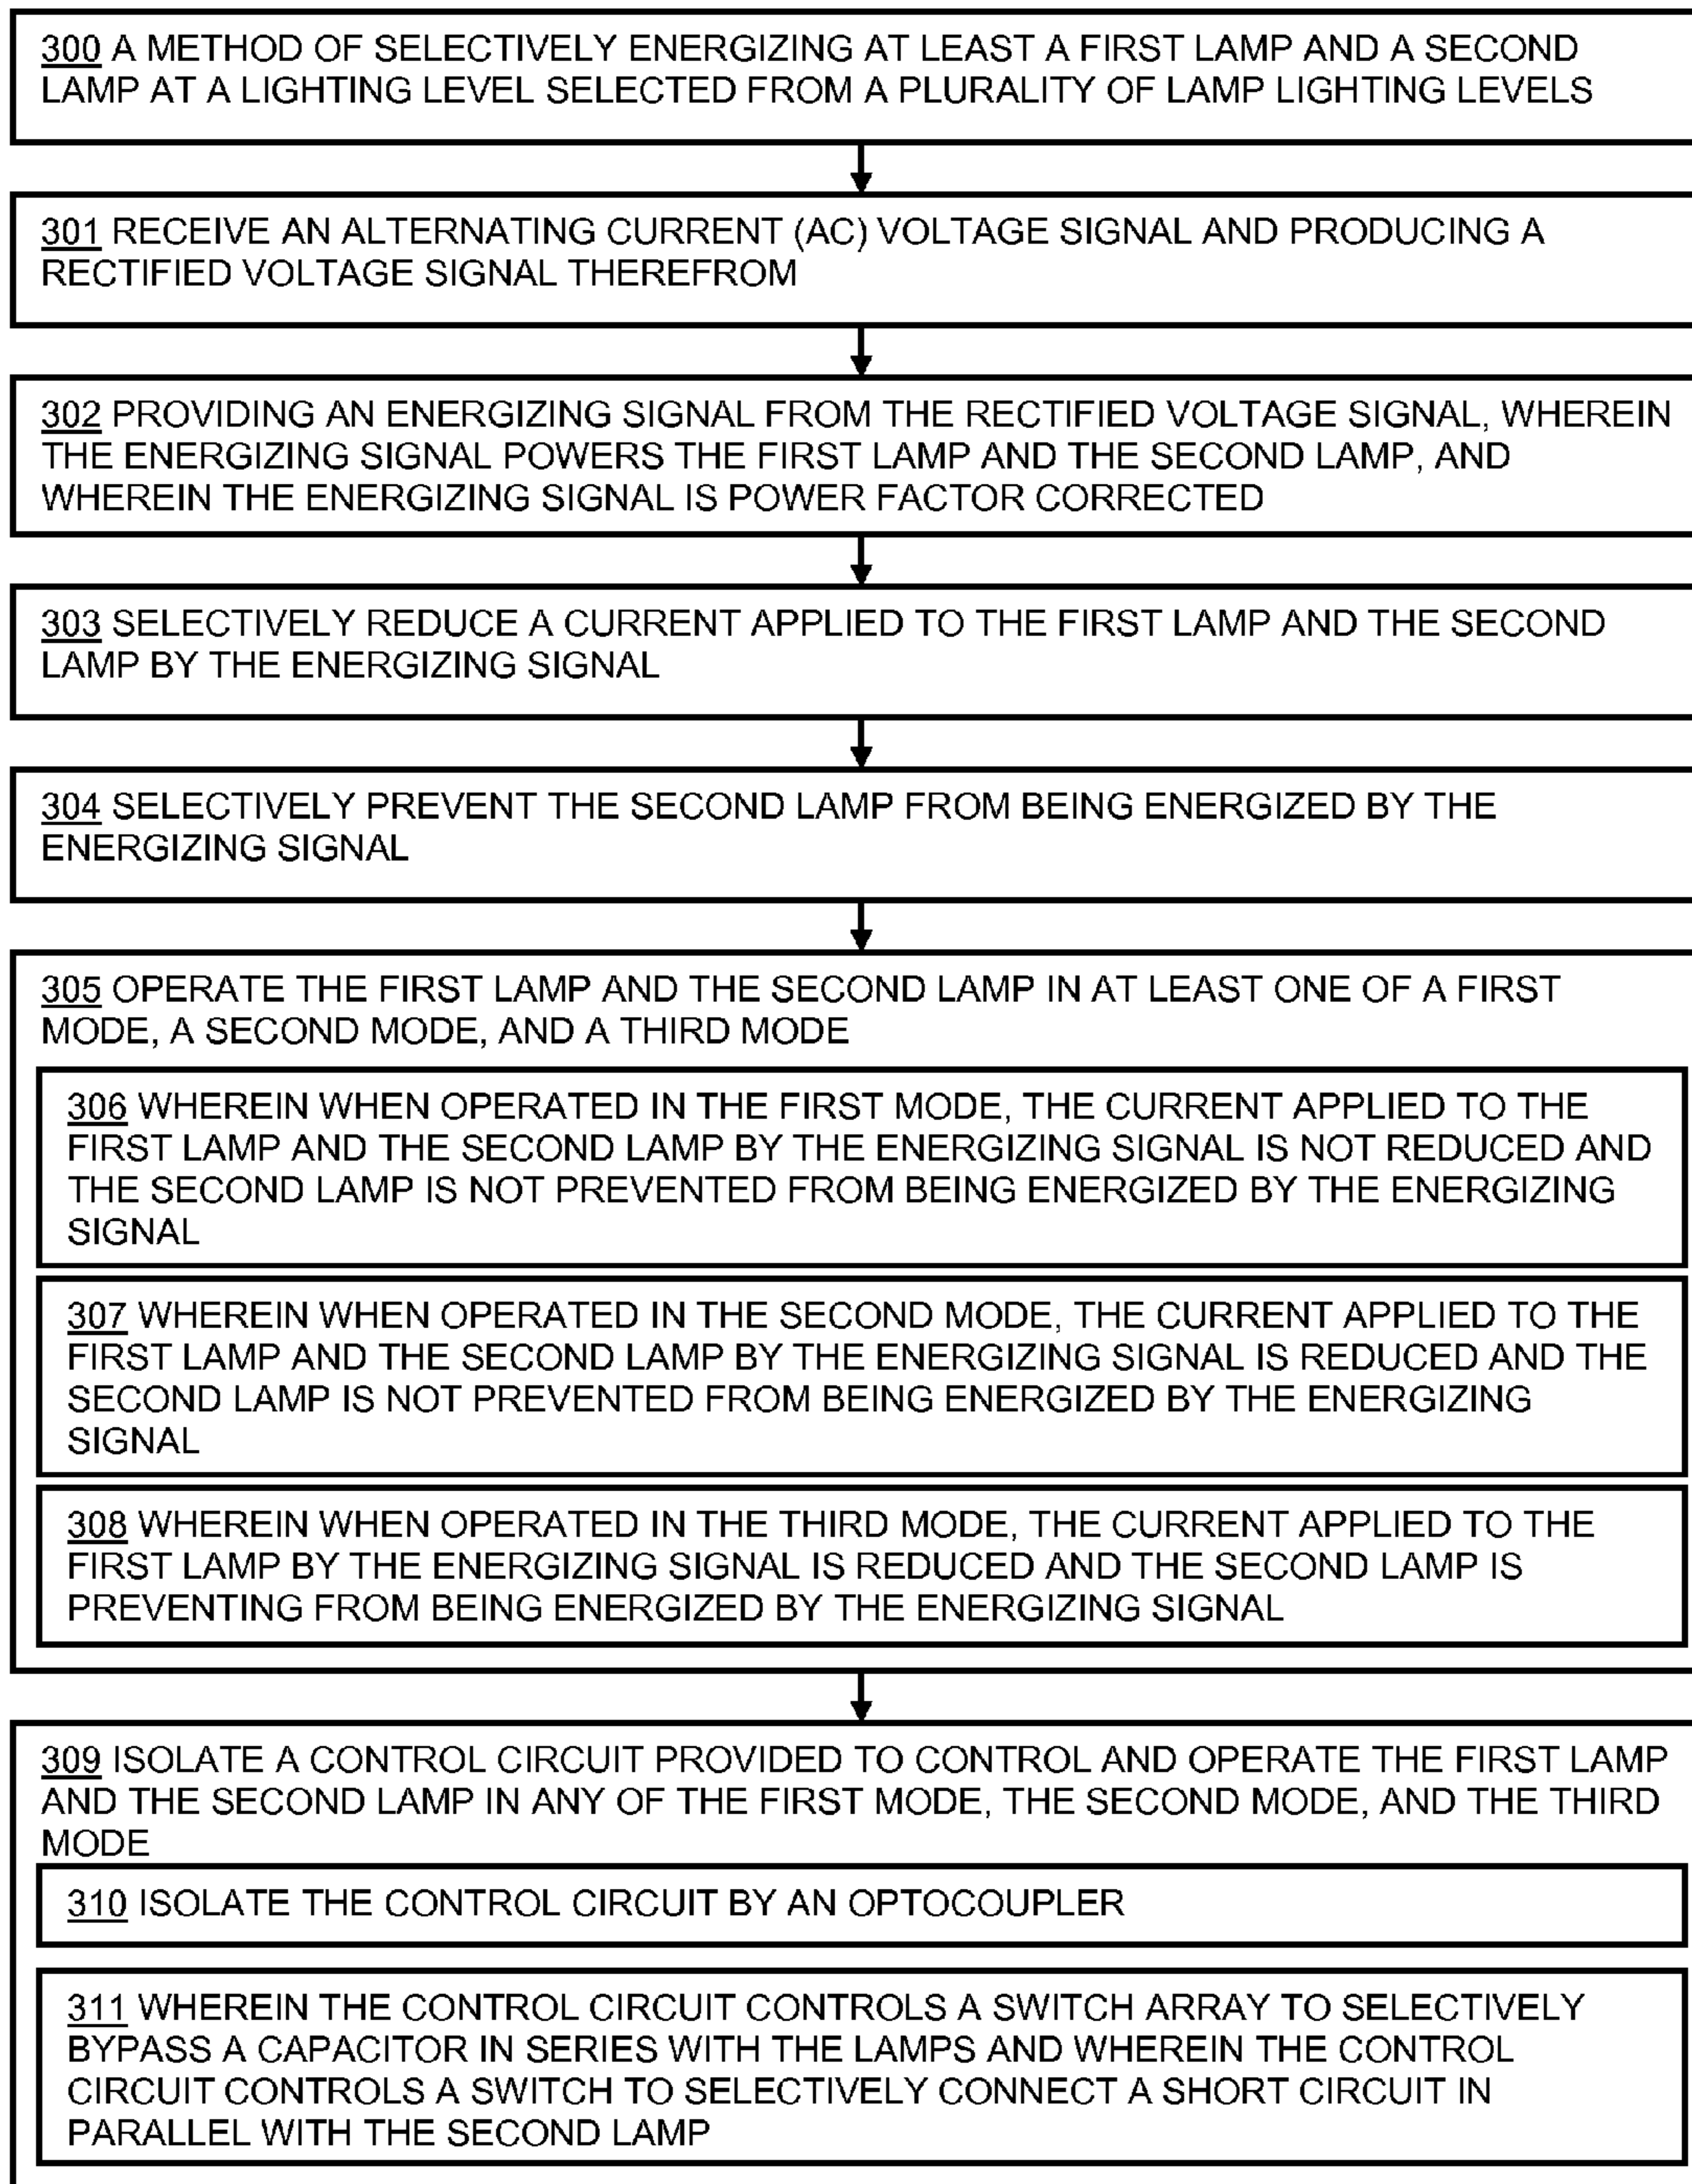 300 A METHOD OF SELECTIVELY ENERGIZING AT LEAST A FIRST LAMP AND A SECOND
LAMP AT A LIGHTING LEVEL SELECTED FROM A PLURALITY OF LAMP LIGHTING LEVELS
301 RECEIVE AN ALTERNATING CURRENT (AC) VOLTAGE SIGNAL AND PRODUCING A
RECTIFIED VOLTAGE SIGNAL THEREFROM
302 PROVIDING AN ENERGIZING SIGNAL FROM THE RECTIFIED VOLTAGE SIGNAL, WHEREIN
THE ENERGIZING SIGNAL POWERS THE FIRST LAMP AND THE SECOND LAMP, AND
WHEREIN THE ENERGIZING SIGNAL IS POWER FACTOR CORRECTED
303 SELECTIVELY REDUCE A CURRENT APPLIED TO THE FIRST LAMP AND THE SECOND
LAMP BY THE ENERGIZING SIGNAL
304 SELECTIVELY PREVENT THE SECOND LAMP FROM BEING ENERGIZED BY THE
ENERGIZING SIGNAL
305 OPERATE THE FIRST LAMP AND THE SECOND LAMP IN AT LEAST ONE OF A FIRST
MODE, A SECOND MODE, AND A THIRD MODE
306 WHEREIN WHEN OPERATED IN THE FIRST MODE, THE CURRENT APPLIED TO THE
FIRST LAMP AND THE SECOND LAMP BY THE ENERGIZING SIGNAL IS NOT REDUCED AND
THE SECOND LAMP IS NOT PREVENTED FROM BEING ENERGIZED BY THE ENERGIZING
SIGNAL
307 WHEREIN WHEN OPERATED IN THE SECOND MODE, THE CURRENT APPLIED TO THE
FIRST LAMP AND THE SECOND LAMP BY THE ENERGIZING SIGNAL IS REDUCED AND THE
SECOND LAMP IS NOT PREVENTED FROM BEING ENERGIZED BY THE ENERGIZING
SIGNAL
308 WHEREIN WHEN OPERATED IN THE THIRD MODE, THE CURRENT APPLIED TO THE
FIRST LAMP BY THE ENERGIZING SIGNAL IS REDUCED AND THE SECOND LAMP IS
PREVENTING FROM BEING ENERGIZED BY THE ENERGIZING SIGNAL
309 ISOLATE A CONTROL CIRCUIT PROVIDED TO CONTROL AND OPERATE THE FIRST LAMP
AND THE SECOND LAMP IN ANY OF THE FIRST MODE, THE SECOND MODE, AND THE THIRD
MODE
310 ISOLATE THE CONTROL CIRCUIT BY AN OPTOCOUPLER
311 WHEREIN THE CONTROL CIRCUIT CONTROLS A SWITCH ARRAY TO SELECTIVELY
BYPASS A CAPACITOR IN SERIES WITH THE LAMPS AND WHEREIN THE CONTROL
CIRCUIT CONTROLS A SWITCH TO SELECTIVELY CONNECT A SHORT CIRCUIT IN
PARALLEL WITH THE SECOND LAMP